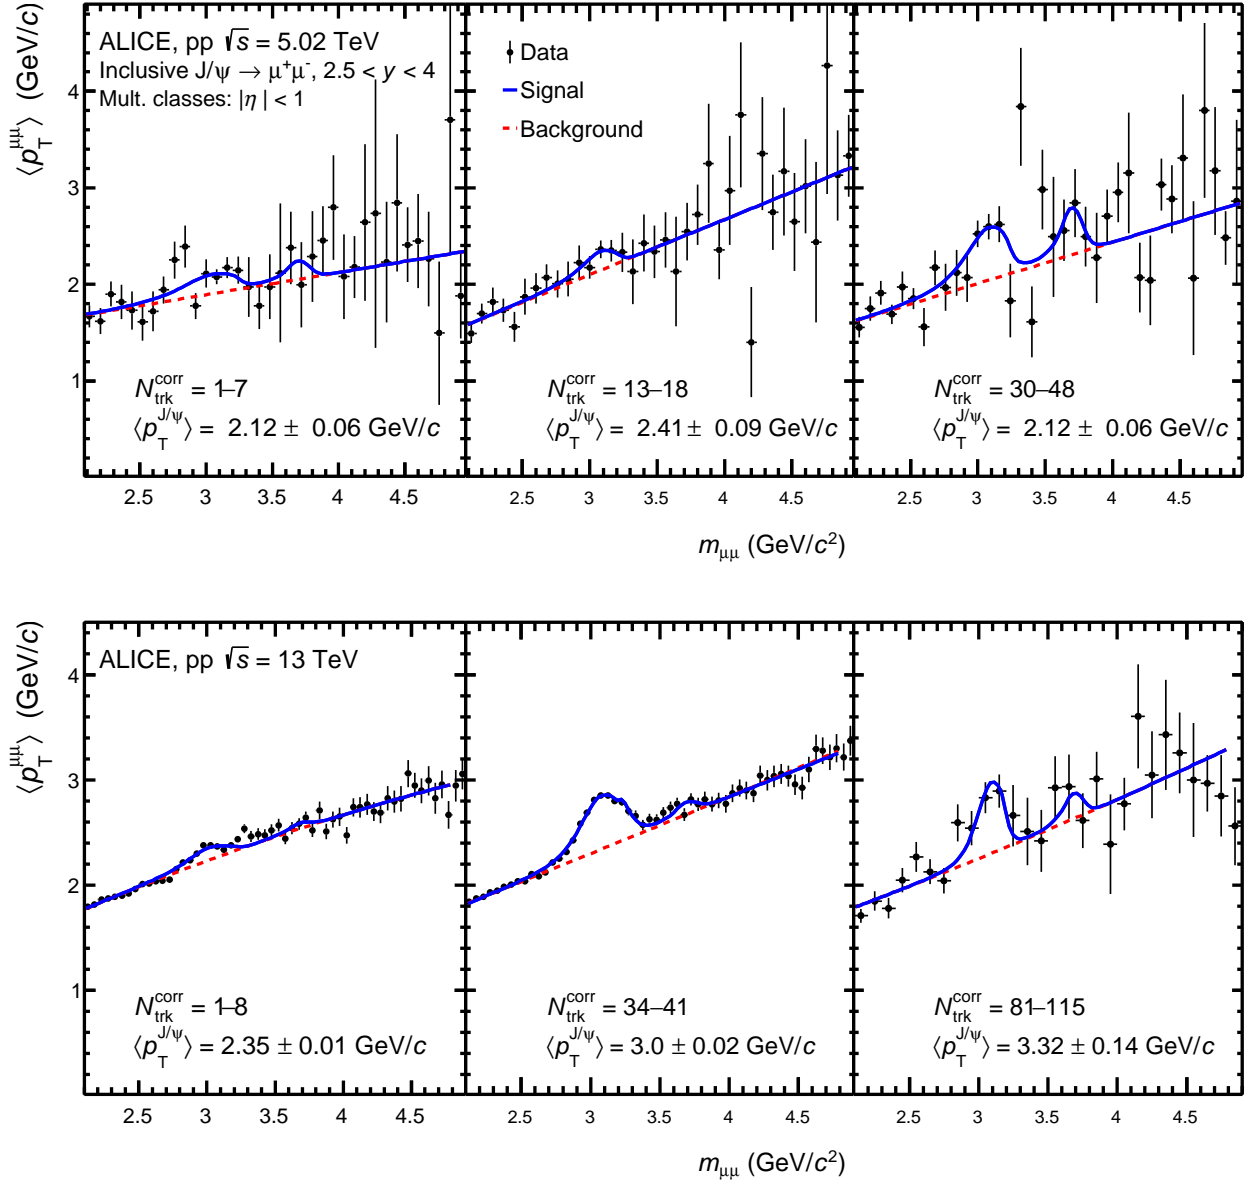 ⟨p_T^μμ⟩ (GeV/c)
ALICE, pp √s = 5.02 TeV
Inclusive J/ψ → μ⁺μ⁻, 2.5 < y < 4
Mult. classes: |η| < 1
Data
Signal
Background
4
3
2
1
N_trk^corr = 1–7
⟨p_T^J/ψ⟩ = 2.12 ± 0.06 GeV/c
N_trk^corr = 13–18
⟨p_T^J/ψ⟩ = 2.41 ± 0.09 GeV/c
N_trk^corr = 30–48
⟨p_T^J/ψ⟩ = 2.12 ± 0.06 GeV/c
2.5 3 3.5 4 4.5
2.5 3 3.5 4 4.5
2.5 3 3.5 4 4.5
m_μμ (GeV/c²)
⟨p_T^μμ⟩ (GeV/c)
ALICE, pp √s = 13 TeV
4
3
2
1
N_trk^corr = 1–8
⟨p_T^J/ψ⟩ = 2.35 ± 0.01 GeV/c
N_trk^corr = 34–41
⟨p_T^J/ψ⟩ = 3.0 ± 0.02 GeV/c
N_trk^corr = 81–115
⟨p_T^J/ψ⟩ = 3.32 ± 0.14 GeV/c
2.5 3 3.5 4 4.5
2.5 3 3.5 4 4.5
2.5 3 3.5 4 4.5
m_μμ (GeV/c²)